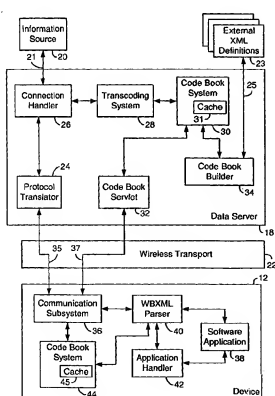 Information
Source
20
21
External
XML
Definitions
23
25
Connection
Handler
26
Transcoding
System
28
Code Book
System
Cache
31
30
24
Protocol
Translator
Code Book
Servlet
32
Code Book
Builder
34
Data Server
18
35
37
Wireless Transport
22
12
Communication
Subsystem
36
WBXML
Parser
40
Software
Application
38
Code Book
System
Cache
45
44
Application
Handler
42
Device